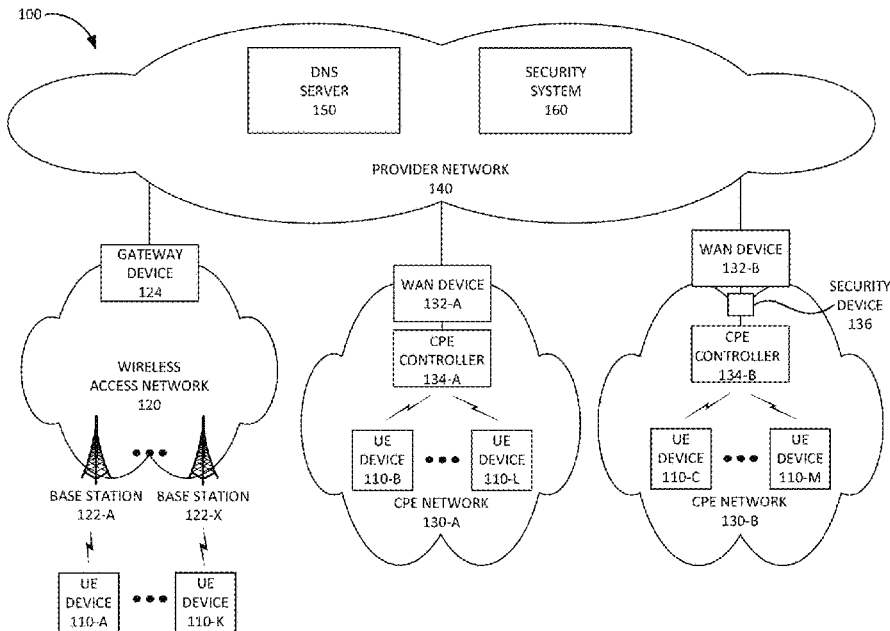 100
DNS
SERVER
150
SECURITY
SYSTEM
160
PROVIDER NETWORK
140
GATEWAY
DEVICE
124
WIRELESS
ACCESS NETWORK
120
BASE STATION
122-A
BASE STATION
122-X
UE
DEVICE
110-A
UE
DEVICE
110-K
WAN DEVICE
132-A
CPE
CONTROLLER
134-A
UE
DEVICE
110-B
UE
DEVICE
110-L
CPE NETWORK
130-A
WAN DEVICE
132-B
SECURITY
DEVICE
136
CPE
CONTROLLER
134-B
UE
DEVICE
110-C
UE
DEVICE
110-M
CPE NETWORK
130-B